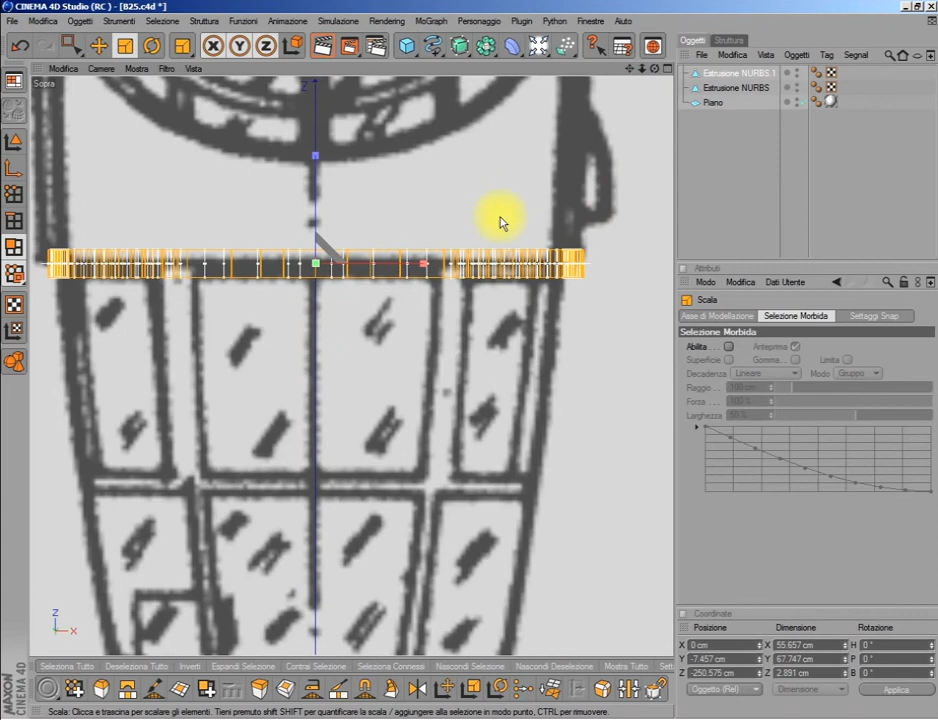 CINEMA 4D Studio (RC) - [B25.c4d *]
File Modifica Oggetti Strumenti Selezione Struttura Funzioni Animazione Simulazione Rendering MoGraph Personaggio Plugin Python Finestre Aiuto
X Y Z
Modifica Camere Mostra Filtro Vista
Sopra
Z
Z X
Oggetti Struttura
File Modifica Vista Oggetti Tag Segnal
Estrusione NURBS.1
Estrusione NURBS
Piano
Attributi
Modo Modifica Dati Utente
Scala
Asse di Modellazione Selezione Morbida Settaggi Snap
Selezione Morbida
Abilita . . . Anteprima
Superficie . Gomma . . . Limita
Decadenza Lineare Modo Gruppo
Raggio . . 100 cm
Forza . . . 100 %
Larghezza 50 %
Coordinate
Posizione Dimensione Rotazione
X 0 cm X 55.657 cm H 0 °
Y -7.457 cm Y 67.747 cm P 0 °
Z -250.575 cm Z 2.891 cm B 0 °
Oggetto (Rel) Dimensione Applica
Seleziona Tutto Deseleziona Tutto Inverti Espandi Selezione Contrai Selezione Seleziona Connessi Nascondi Selezione Nascondi Deselezione Mostra Tutto Set
MAXON CINEMA 4D
Scala: Clicca e trascina per scalare gli elementi. Tieni premuto shift SHIFT per quantificare la scala / aggiungere alla selezione in modo punto, CTRL per rimuovere.